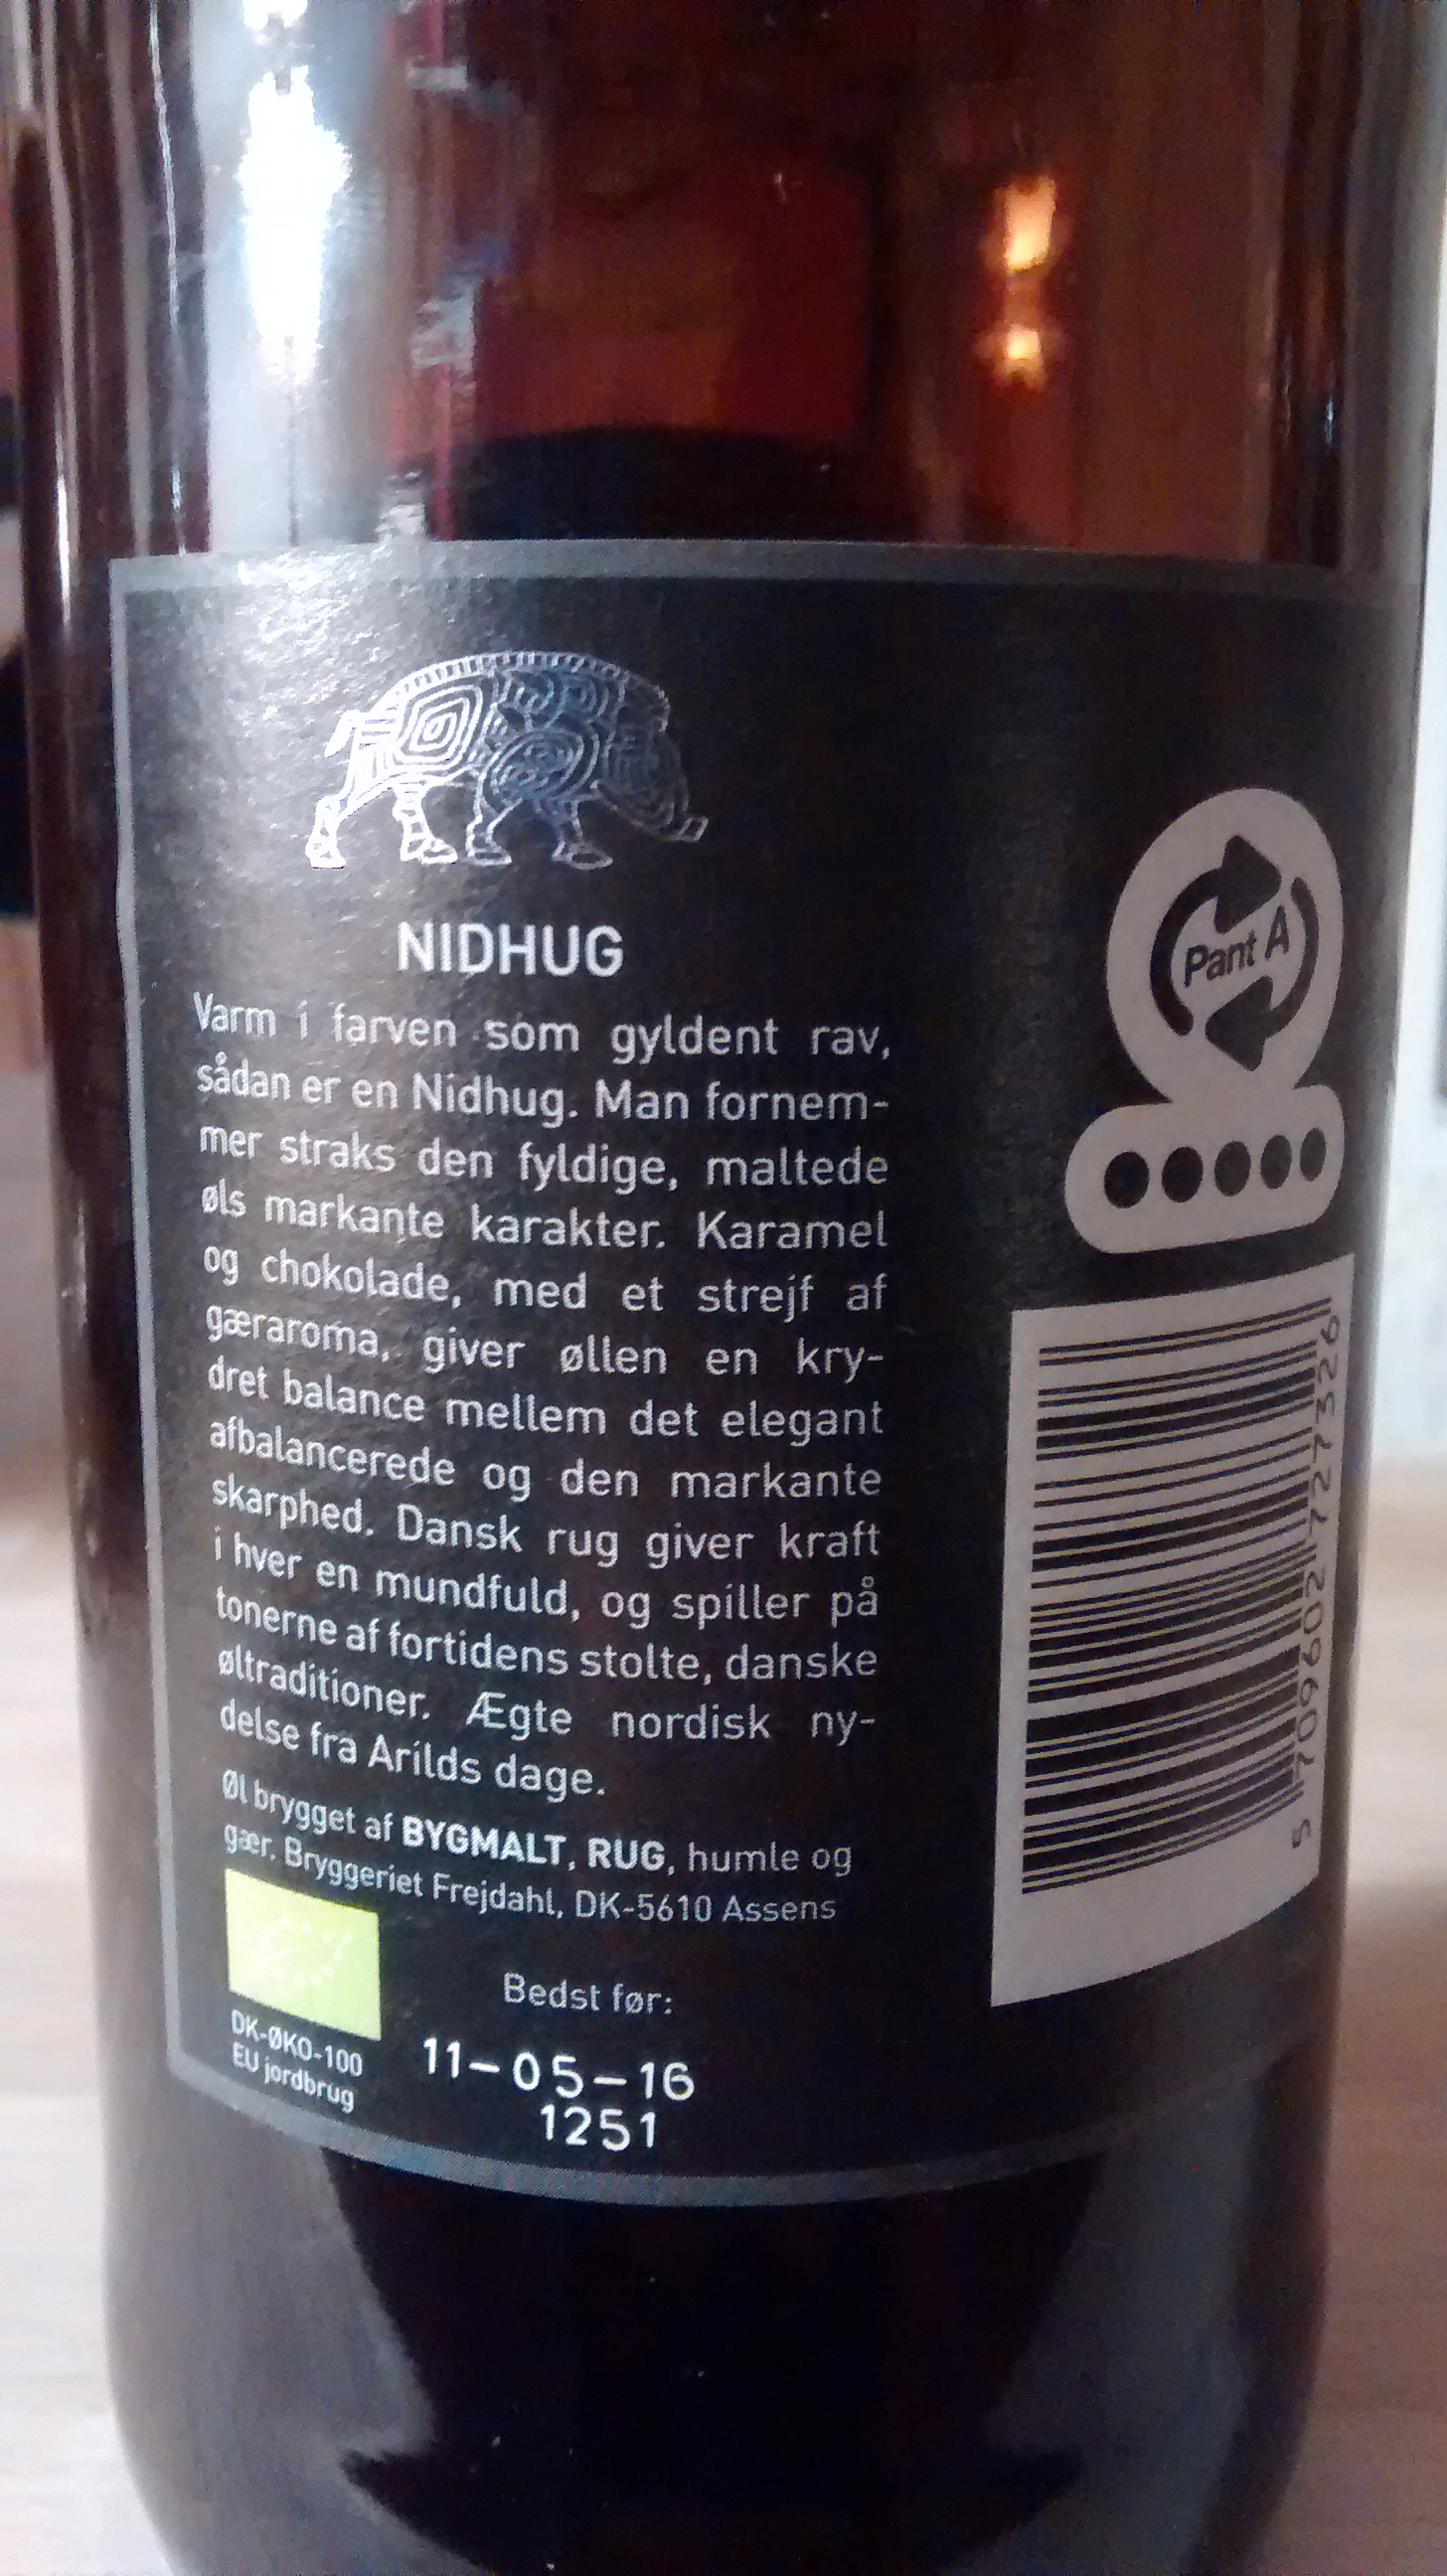 NIDHUG
Varm i farven som gyldent rav,
sådan er en Nidhug. Man fornem-
mer straks den fyldige, maltede
øls markante karakter. Karamel
og chokolade, med et strejf af
gæraroma, giver øllen en kry-
dret balance mellem det elegant
afbalancerede og den markante
skarphed. Dansk rug giver kraft
i hver en mundfuld, og spiller på
tonerne af fortidens stolte, danske
øltraditioner. Ægte nordisk ny-
delse fra Arilds dage.
Øl brygget af BYGMALT, RUG, humle og
gær. Bryggeriet Frejdahl, DK-5610 Assens
DK-ØKO-100
EU jordbrug
Bedst før:
11-05-16
1251
Pant A
5 709602 727326